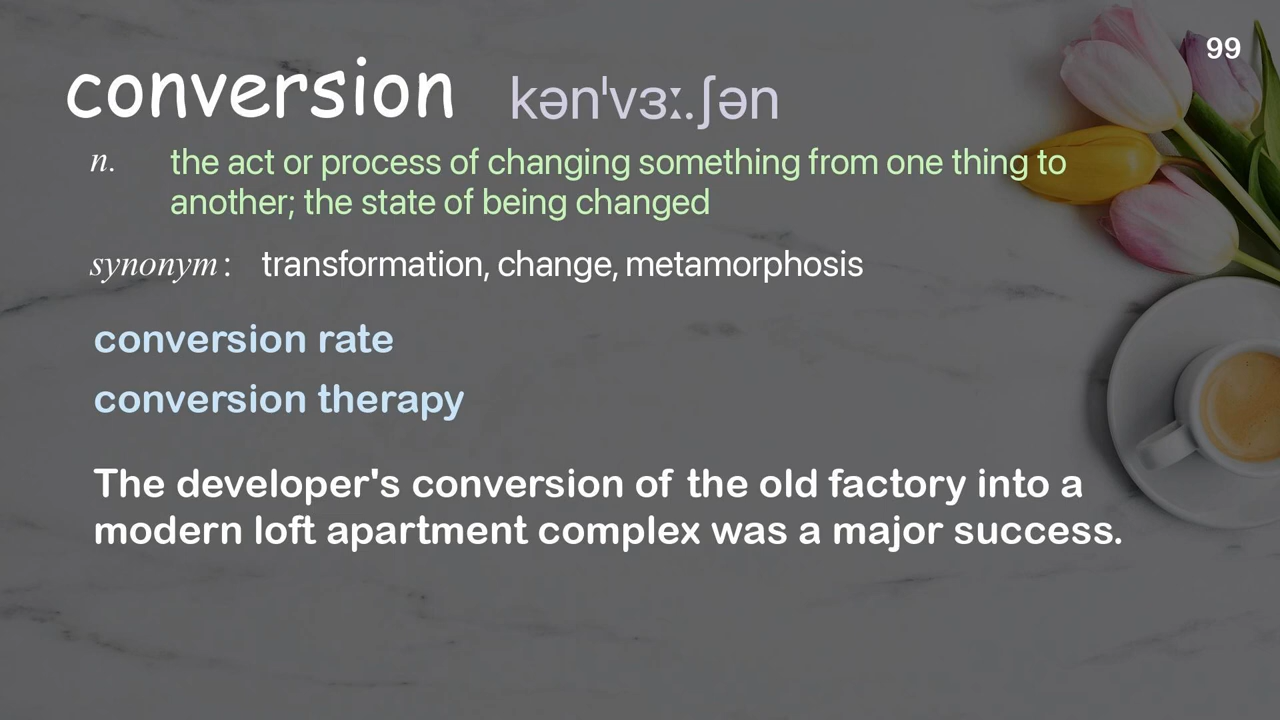 99
conversion kənˈvɜː.ʃən
n. the act or process of changing something from one thing to
another; the state of being changed
synonym: transformation, change, metamorphosis
conversion rate
conversion therapy
The developer's conversion of the old factory into a
modern loft apartment complex was a major success.